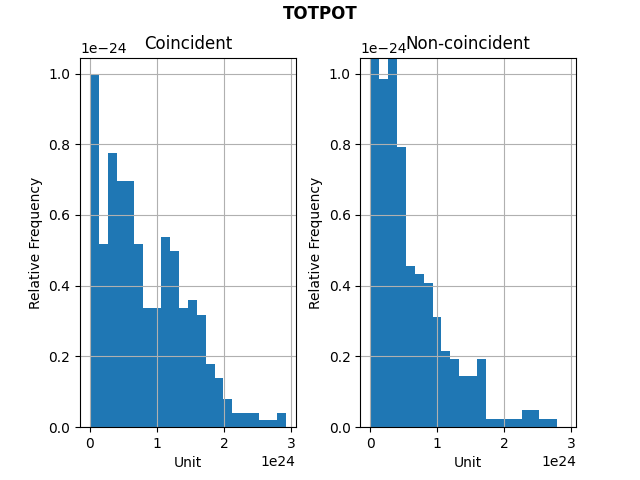 TOTPOT
Coincident
1e−24
1.0
0.8
0.6
0.4
0.2
0.0
Relative Frequency
0 1 2 3
1e24
Unit
Non-coincident
1e−24
1.0
0.8
0.6
0.4
0.2
0.0
Relative Frequency
0 1 2 3
1e24
Unit